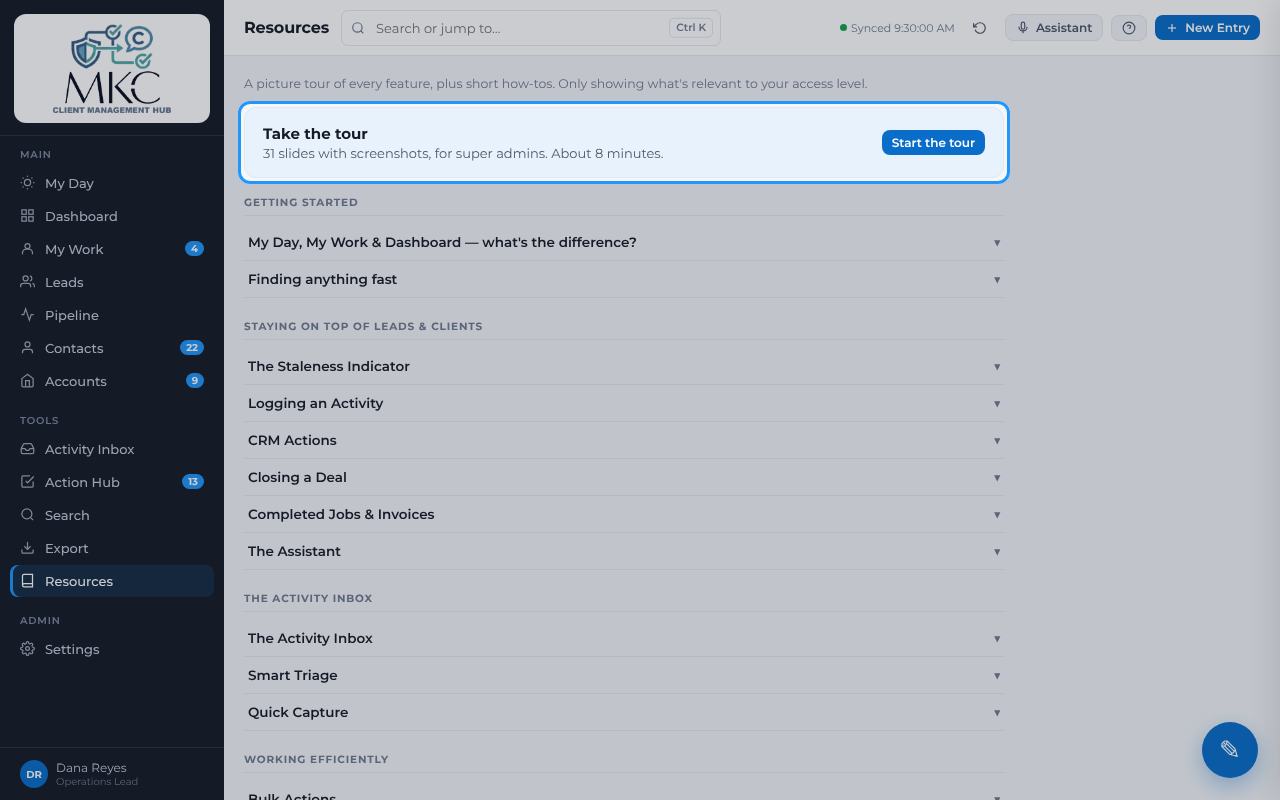 MKC
CLIENT MANAGEMENT HUB
MAIN
My Day
Dashboard
My Work 4
Leads
Pipeline
Contacts 22
Accounts 9
TOOLS
Activity Inbox
Action Hub 13
Search
Export
Resources
ADMIN
Settings
DR
Dana Reyes
Operations Lead
Resources
Search or jump to...
Ctrl K
Synced 9:30:00 AM
Assistant
New Entry
A picture tour of every feature, plus short how-tos. Only showing what's relevant to your access level.
Take the tour
31 slides with screenshots, for super admins. About 8 minutes.
Start the tour
GETTING STARTED
My Day, My Work & Dashboard — what's the difference?
Finding anything fast
STAYING ON TOP OF LEADS & CLIENTS
The Staleness Indicator
Logging an Activity
CRM Actions
Closing a Deal
Completed Jobs & Invoices
The Assistant
THE ACTIVITY INBOX
The Activity Inbox
Smart Triage
Quick Capture
WORKING EFFICIENTLY
Bulk Actions